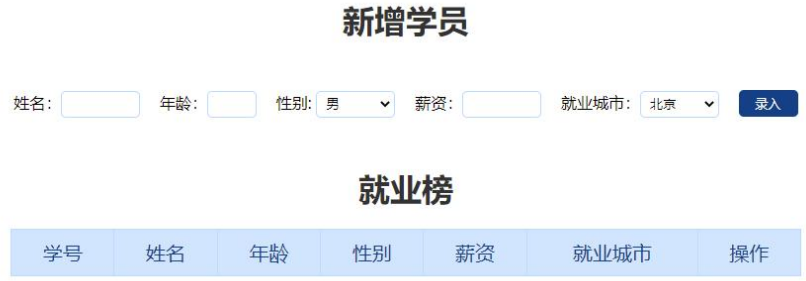 新增学员
姓名： 年龄： 性别: 男 薪资： 就业城市： 北京 录入
就业榜
学号 姓名 年龄 性别 薪资 就业城市 操作